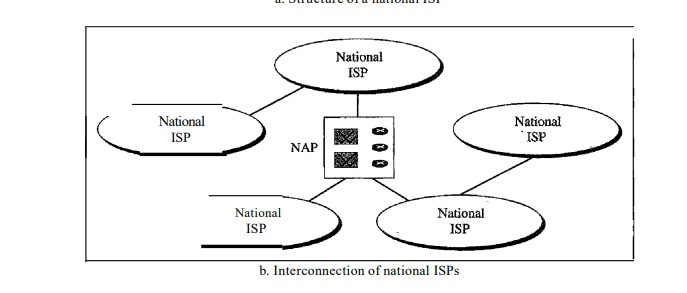 a. Structure of a national ISP
National
ISP
National
ISP
National
ISP
NAP
National
ISP
National
ISP
b. Interconnection of national ISPs